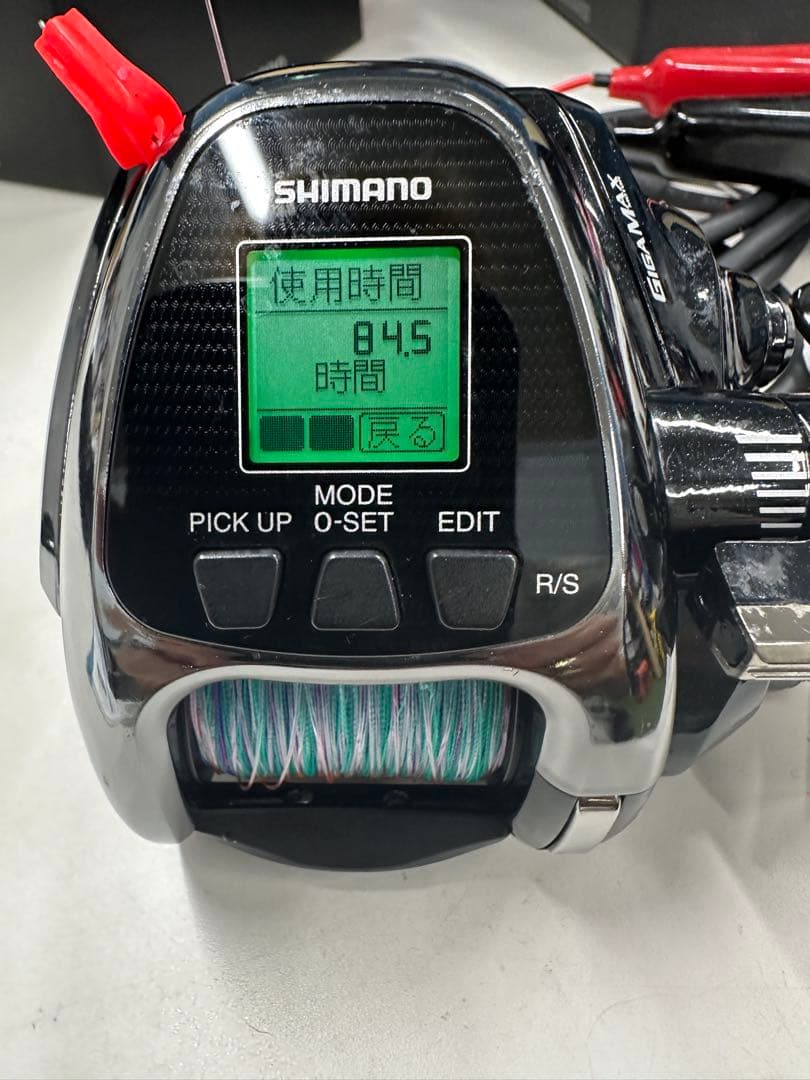 SHIMANO
GIGAMAX
使用時間
84.5
時間
戻る
PICK UP
MODE
0-SET
EDIT
R/S